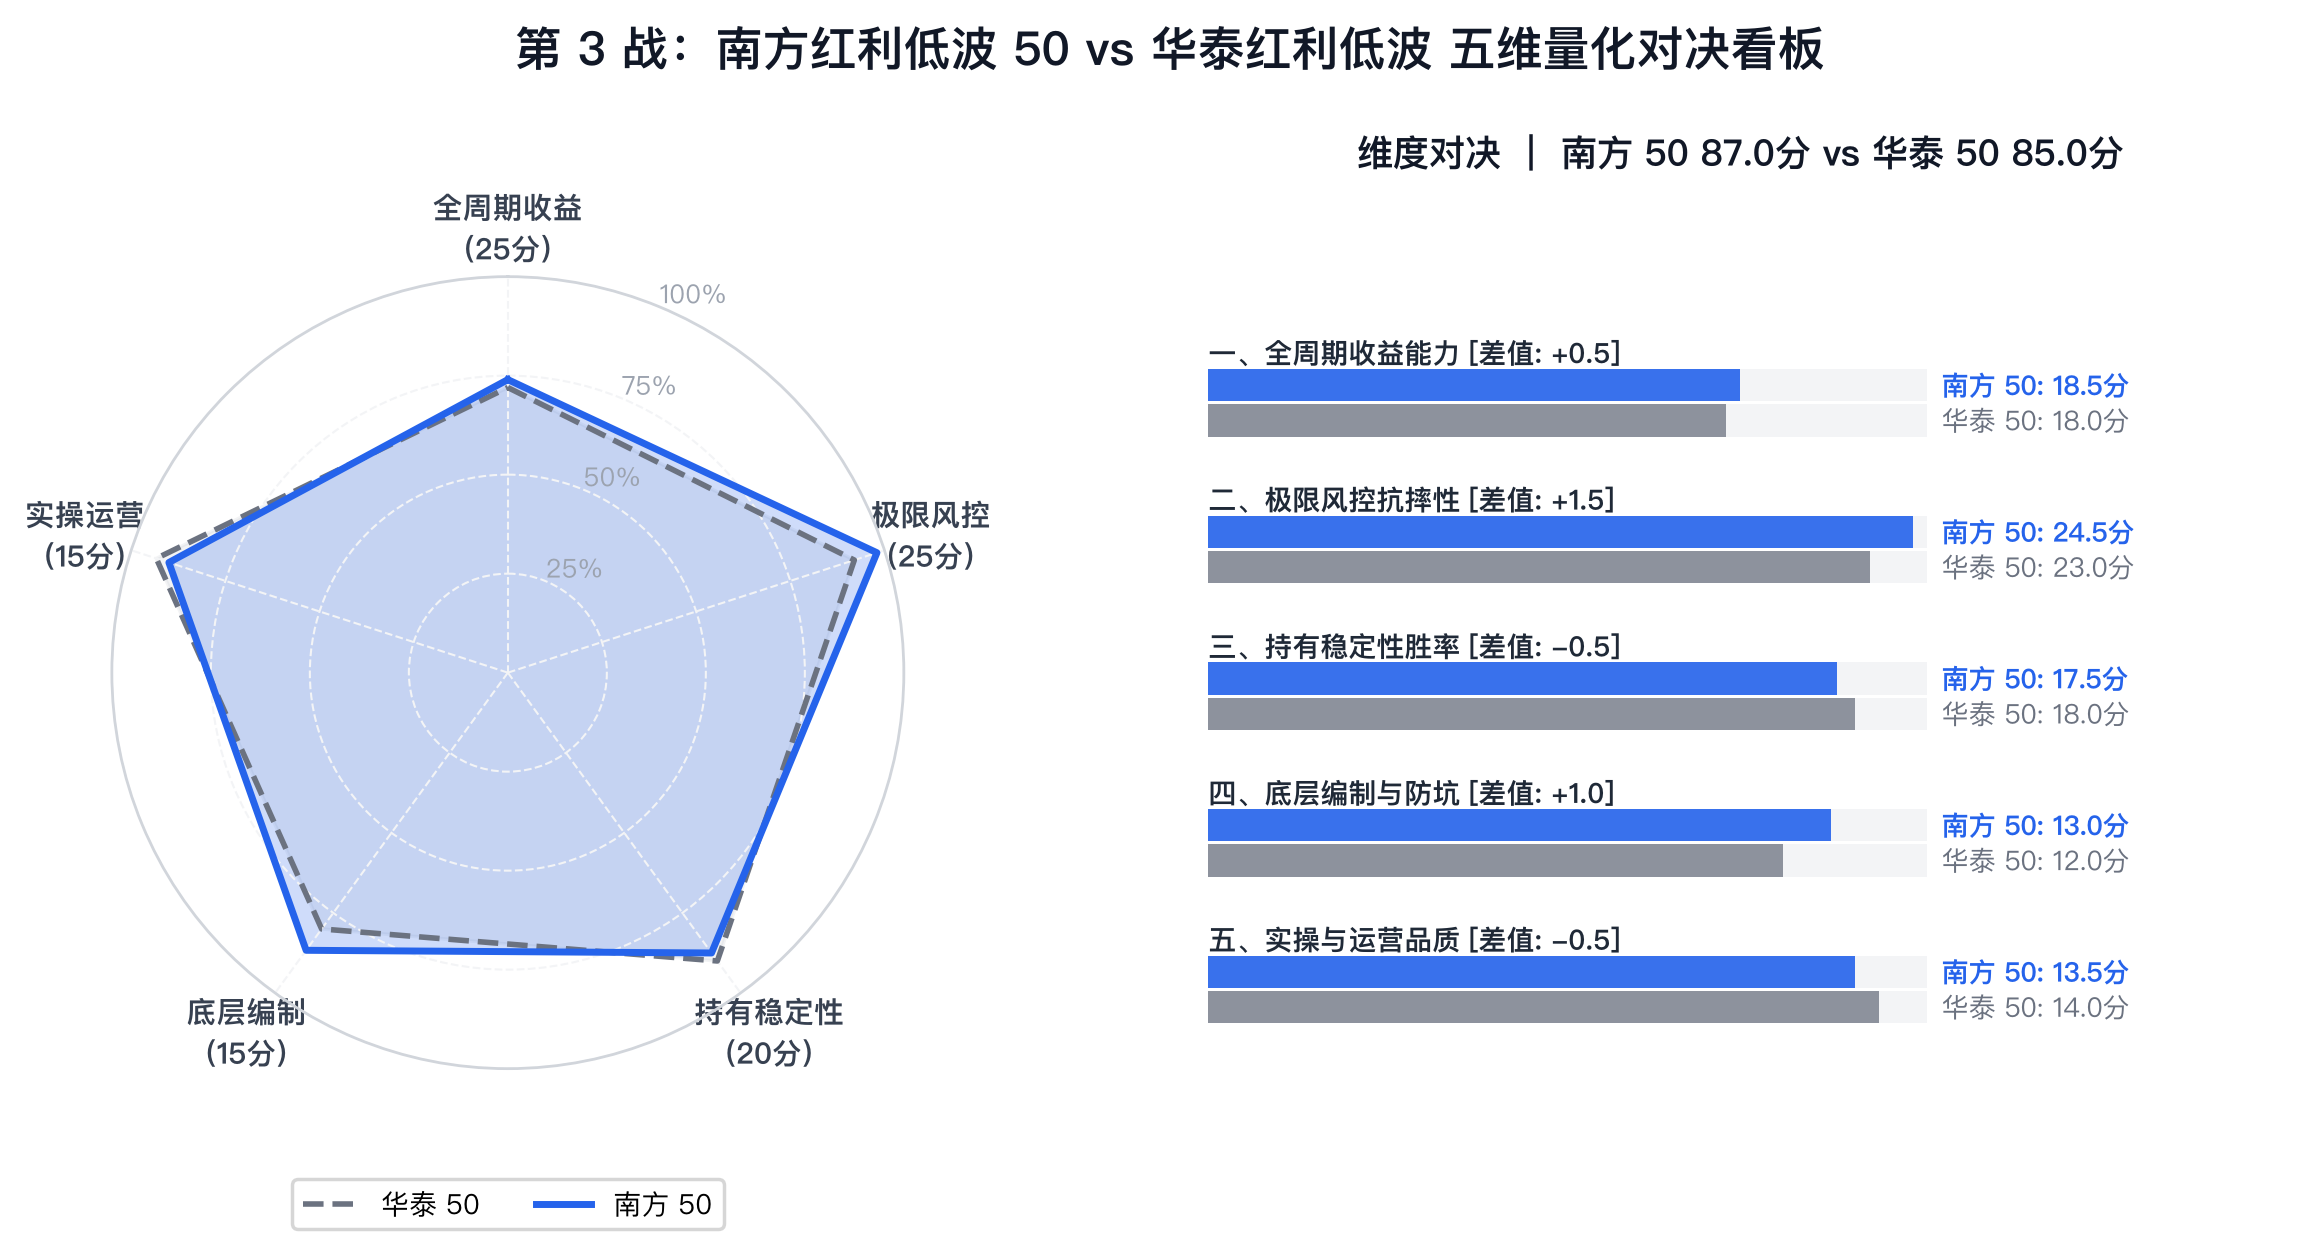 第 3 战：南方红利低波 50 vs 华泰红利低波 五维量化对决看板
维度对决 | 南方 50 87.0分 vs 华泰 50 85.0分
全周期收益
(25分)
100%
75%
50%
25%
极限风控
(25分)
实操运营
(15分)
底层编制
(15分)
持有稳定性
(20分)
华泰 50
南方 50
一、全周期收益能力 [差值: +0.5]
南方 50: 18.5分
华泰 50: 18.0分
二、极限风控抗摔性 [差值: +1.5]
南方 50: 24.5分
华泰 50: 23.0分
三、持有稳定性胜率 [差值: −0.5]
南方 50: 17.5分
华泰 50: 18.0分
四、底层编制与防坑 [差值: +1.0]
南方 50: 13.0分
华泰 50: 12.0分
五、实操与运营品质 [差值: −0.5]
南方 50: 13.5分
华泰 50: 14.0分